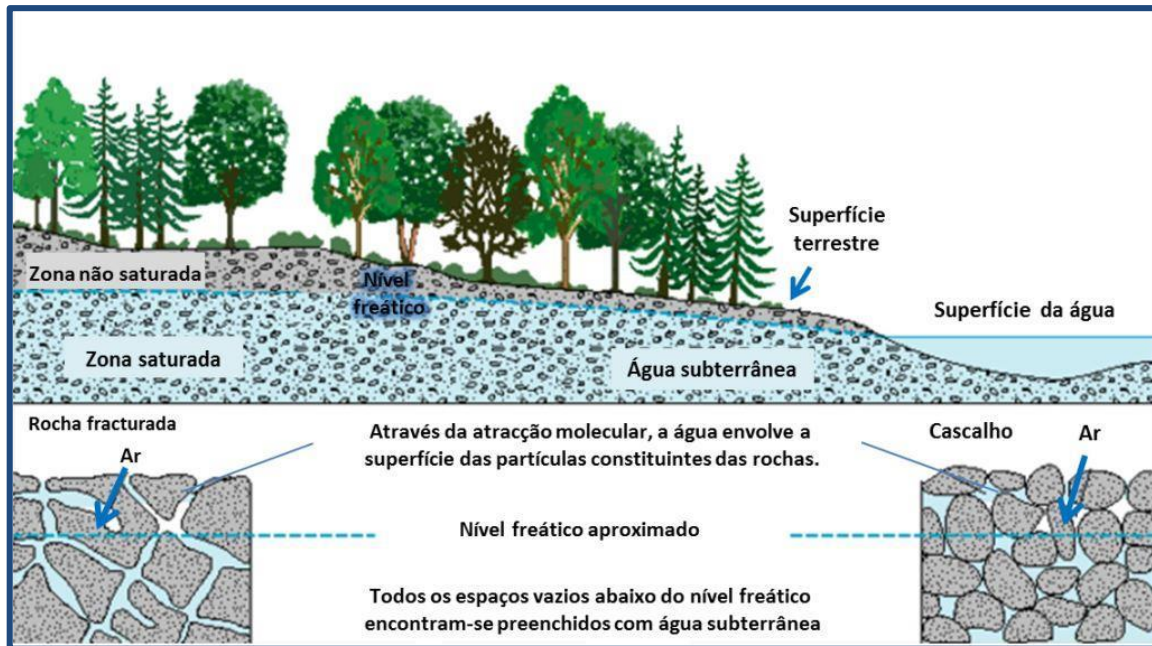 Superfície
terrestre
Zona não saturada
Nível
freático
Superfície da água
Zona saturada
Água subterrânea
Rocha fracturada
Ar
Através da atracção molecular, a água envolve a
superfície das partículas constituintes das rochas.
Cascalho
Ar
Nível freático aproximado
Todos os espaços vazios abaixo do nível freático
encontram-se preenchidos com água subterrânea